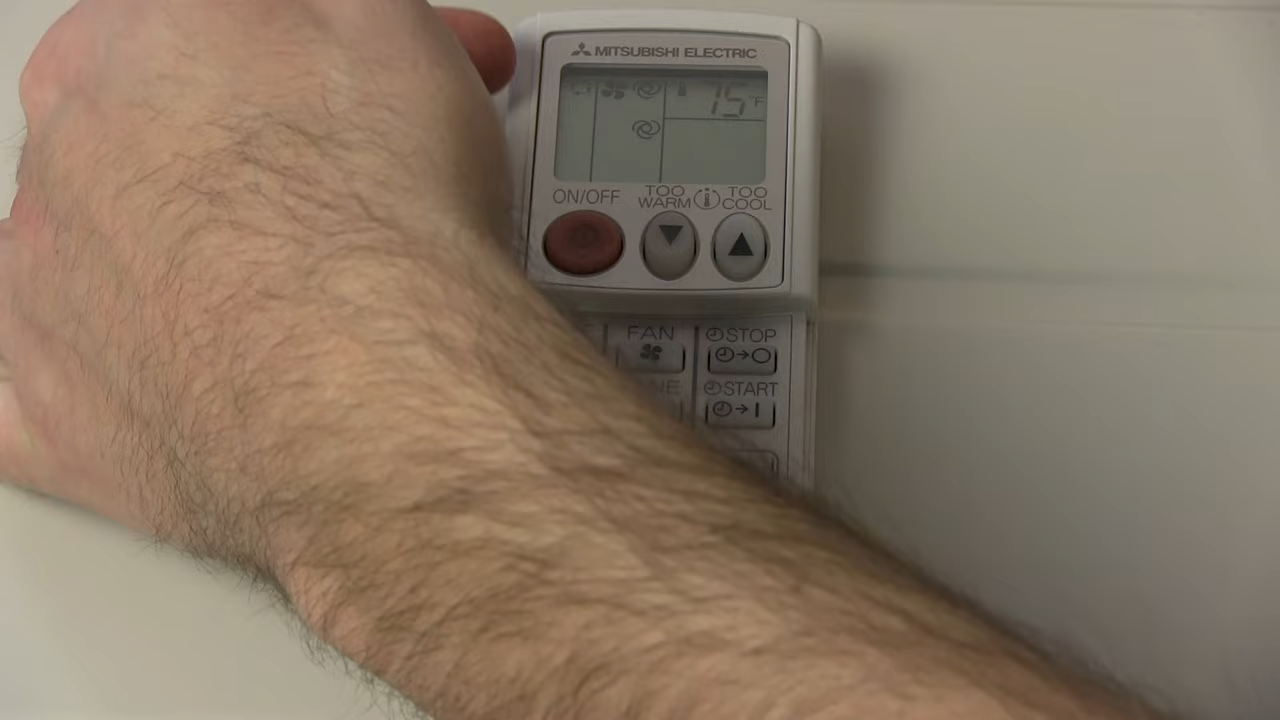 MITSUBISHI ELECTRIC
75 °F
ON/OFF TOO WARM i TOO COOL
FAN
STOP
START